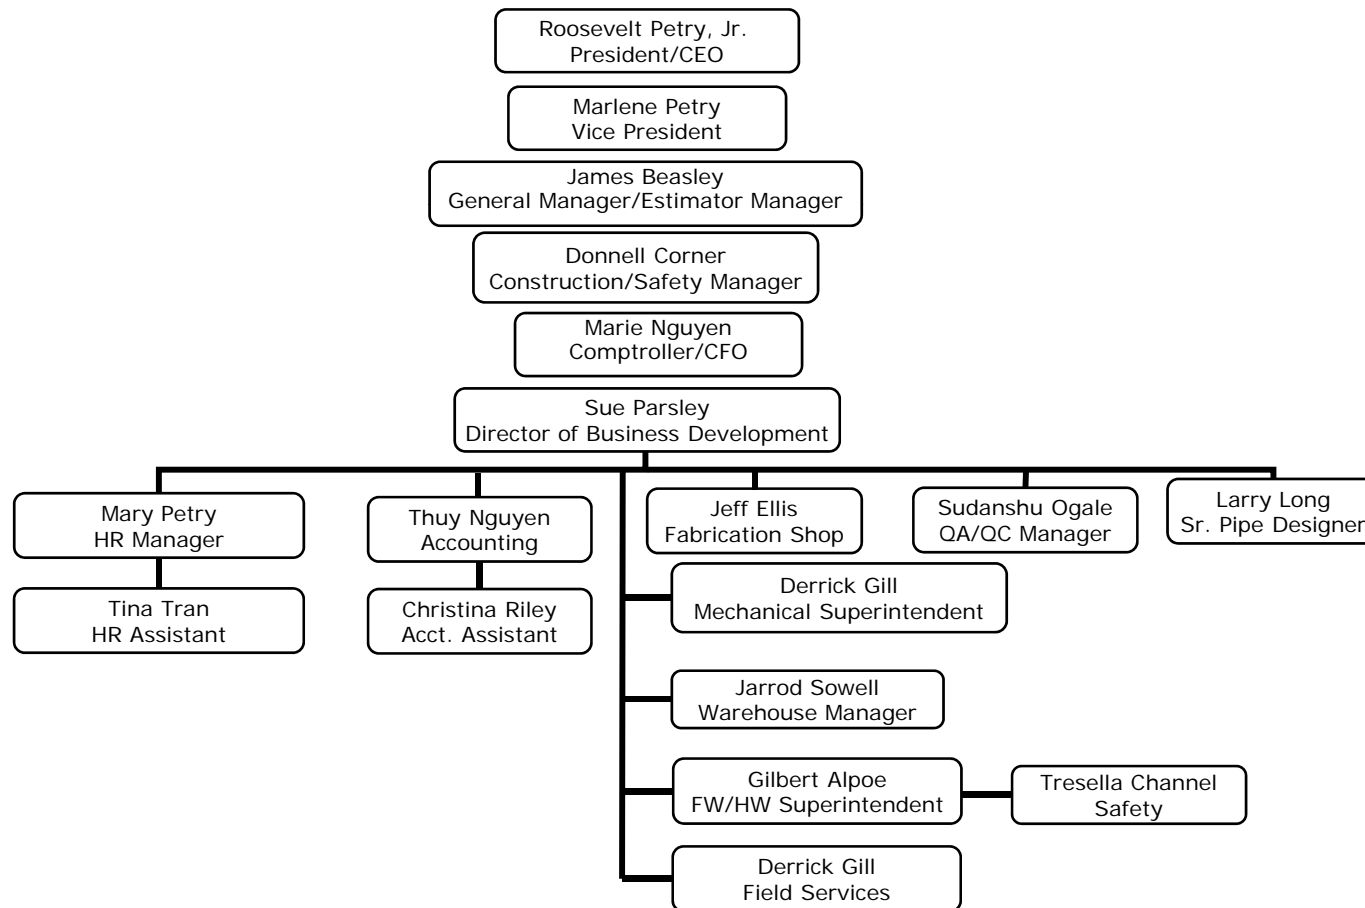 Roosevelt Petry, Jr.
President/CEO
Marlene Petry
Vice President
James Beasley
General Manager/Estimator Manager
Donnell Corner
Construction/Safety Manager
Marie Nguyen
Comptroller/CFO
Sue Parsley
Director of Business Development
Mary Petry
HR Manager
Thuy Nguyen
Accounting
Jeff Ellis
Fabrication Shop
Sudanshu Ogale
QA/QC Manager
Larry Long
Sr. Pipe Designer
Tina Tran
HR Assistant
Christina Riley
Acct. Assistant
Derrick Gill
Mechanical Superintendent
Jarrod Sowell
Warehouse Manager
Gilbert Alpoe
FW/HW Superintendent
Tresella Channel
Safety
Derrick Gill
Field Services